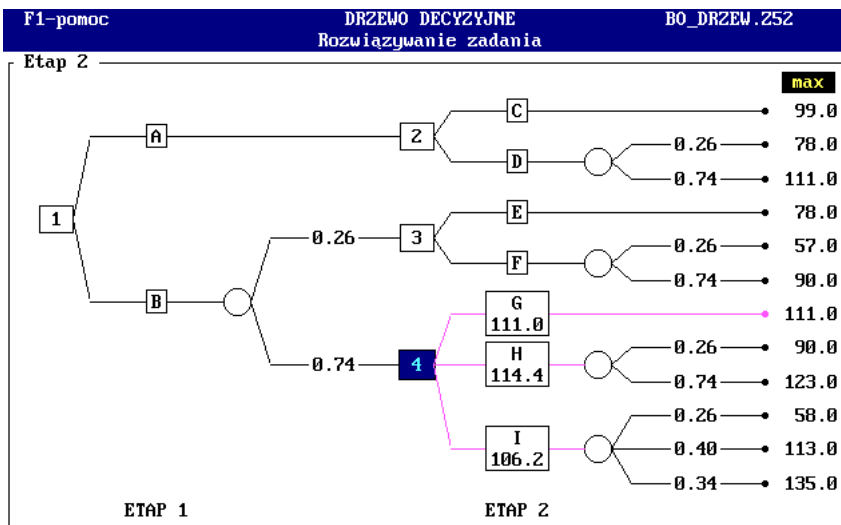 F1-pomoc DRZEWO DECYZYJNE BO_DRZEW.Z52
Rozwiązywanie zadania
Etap 2
max
C 99.0
A 2 0.26 78.0
D
0.74 111.0
1 E 78.0
0.26 3 0.26 57.0
F
0.74 90.0
B G 111.0
111.0
H 0.26 90.0
0.74 4 114.4
0.74 123.0
0.26 58.0
I 0.40 113.0
106.2
0.34 135.0
ETAP 1 ETAP 2